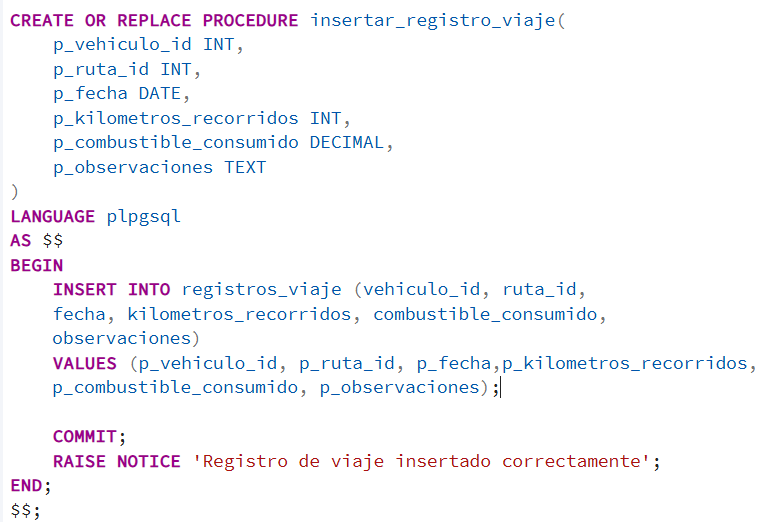 CREATE OR REPLACE PROCEDURE insertar_registro_viaje(
    p_vehiculo_id INT,
    p_ruta_id INT,
    p_fecha DATE,
    p_kilometros_recorridos INT,
    p_combustible_consumido DECIMAL,
    p_observaciones TEXT
)
LANGUAGE plpgsql
AS $$
BEGIN
    INSERT INTO registros_viaje (vehiculo_id, ruta_id,
    fecha, kilometros_recorridos, combustible_consumido,
    observaciones)
    VALUES (p_vehiculo_id, p_ruta_id, p_fecha,p_kilometros_recorridos,
    p_combustible_consumido, p_observaciones);

    COMMIT;
    RAISE NOTICE 'Registro de viaje insertado correctamente';
END;
$$;